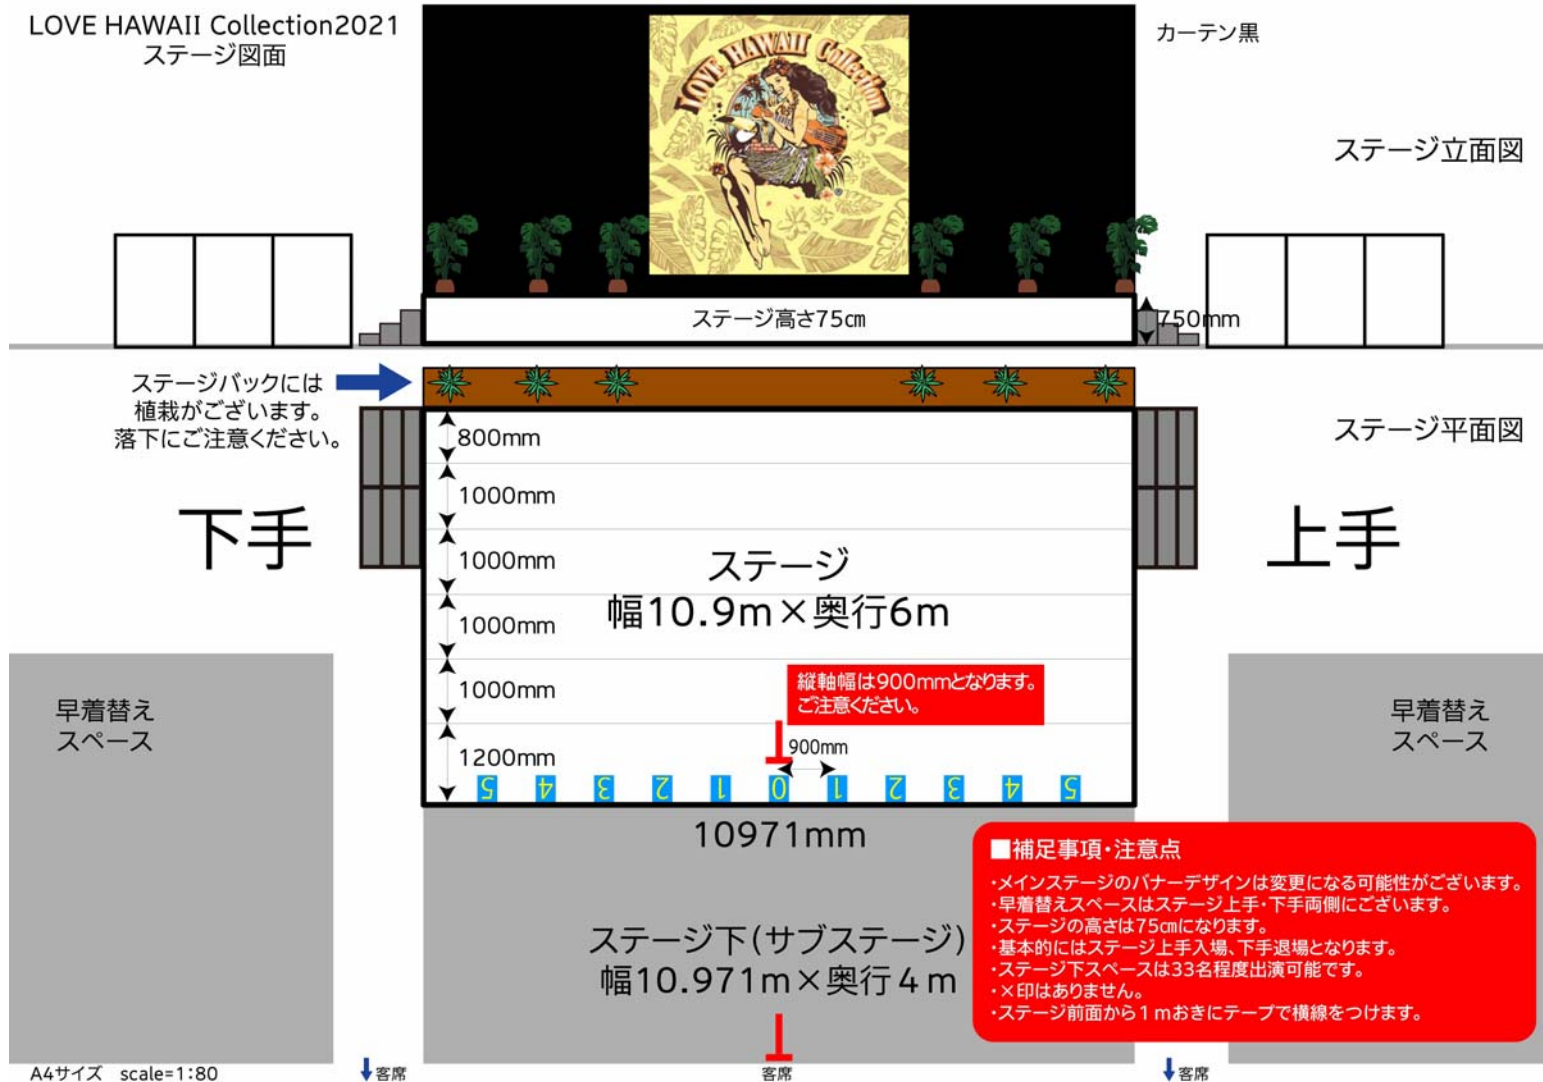 LOVE HAWAII Collection2021
ステージ図面
カーテン黒
LOVE HAWAII Collection
ステージ立面図
ステージ高さ75㎝
750mm
ステージバックには
植栽がございます。
落下にご注意ください。
ステージ平面図
800mm
1000mm
下手
上手
1000mm
ステージ
幅10.9m×奥行6m
1000mm
1000mm
縦軸幅は900mmとなります。
ご注意ください。
早着替え
スペース
早着替え
スペース
1200mm
900mm
5 4 3 2 1 0 1 2 3 4 5
10971mm
ステージ下(サブステージ)
幅10.971m×奥行4m
■補足事項・注意点
・メインステージのバナーデザインは変更になる可能性がございます。
・早着替えスペースはステージ上手・下手両側にございます。
・ステージの高さは75㎝になります。
・基本的にはステージ上手入場、下手退場となります。
・ステージ下スペースは33名程度出演可能です。
・×印はありません。
・ステージ前面から1mおきにテープで横線をつけます。
A4サイズ scale=1:80
客席
客席
客席